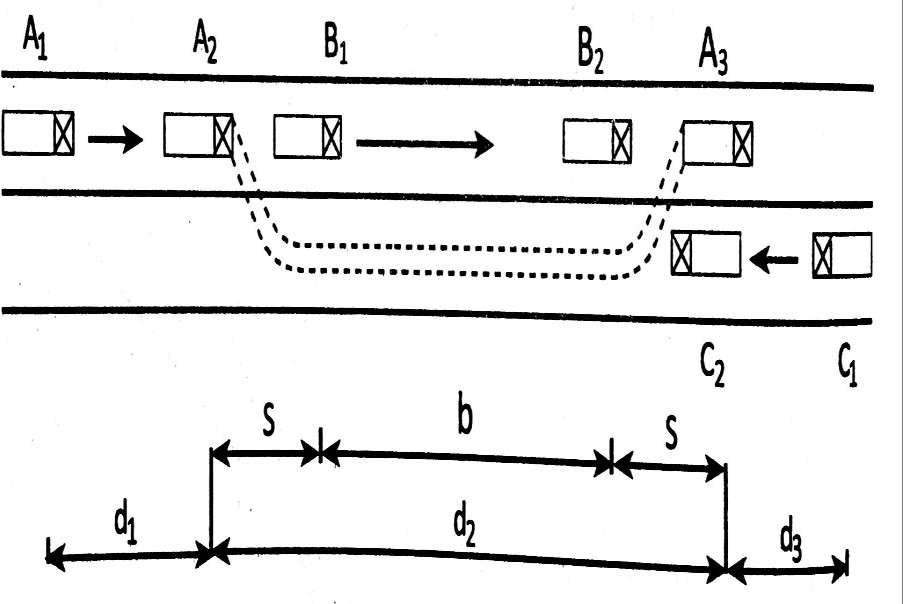 A₁ A₂ B₁ B₂ A₃
C₂ C₁
s b s
d₁ d₂ d₃